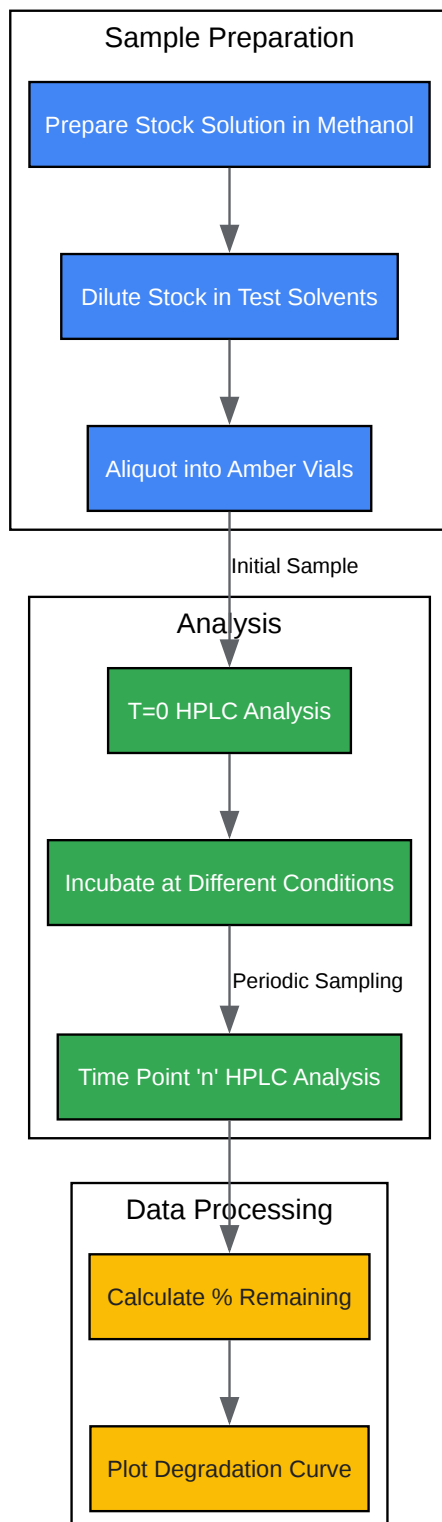 Sample Preparation
Prepare Stock Solution in Methanol
Dilute Stock in Test Solvents
Aliquot into Amber Vials
Initial Sample
Analysis
T=0 HPLC Analysis
Incubate at Different Conditions
Periodic Sampling
Time Point 'n' HPLC Analysis
Data Processing
Calculate % Remaining
Plot Degradation Curve